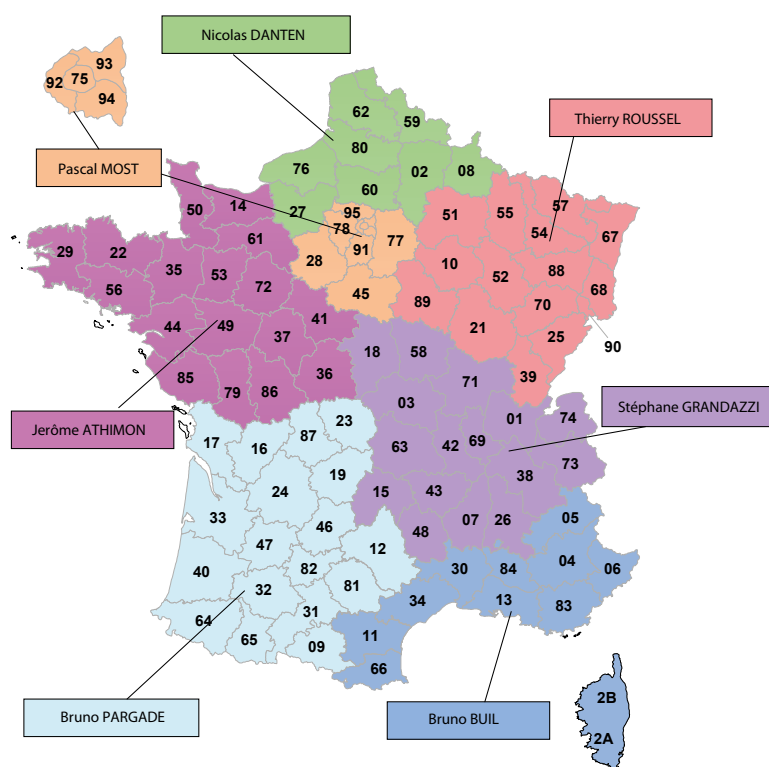 Nicolas DANTEN
93
92 75
94
62
59
Thierry ROUSSEL
80
76
02 08
Pascal MOST
60
27
50 14
95
78
77
91
28
45
51 55 57
54 67
10 52 88
68
70
89
21 25
90
39
61
29 22
35 53
56 72
44 49 41
37
85 79 86 36
Jerôme ATHIMON
18 58
71
03
01 74
Stéphane GRANDAZZI
63 42 69
73
38
15 43
48 07 26
17 16 87 23
19
24
33 46
47 12
40 82
32 81
64 31
65 09
05
04 06
30 84
34 13 83
11
66
Bruno PARGADE
Bruno BUIL
2B
2A